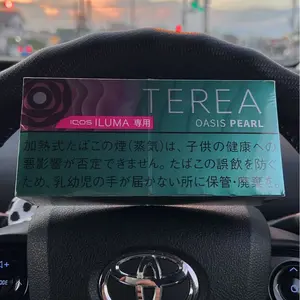 TEREA
IQOS ILUMA 専用
OASIS PEARL
加熱式たばこの煙(蒸気)は、子供の健康への
悪影響が否定できません。たばこの誤飲を防ぐ
ため、乳幼児の手が届かない所に保管・廃棄を。